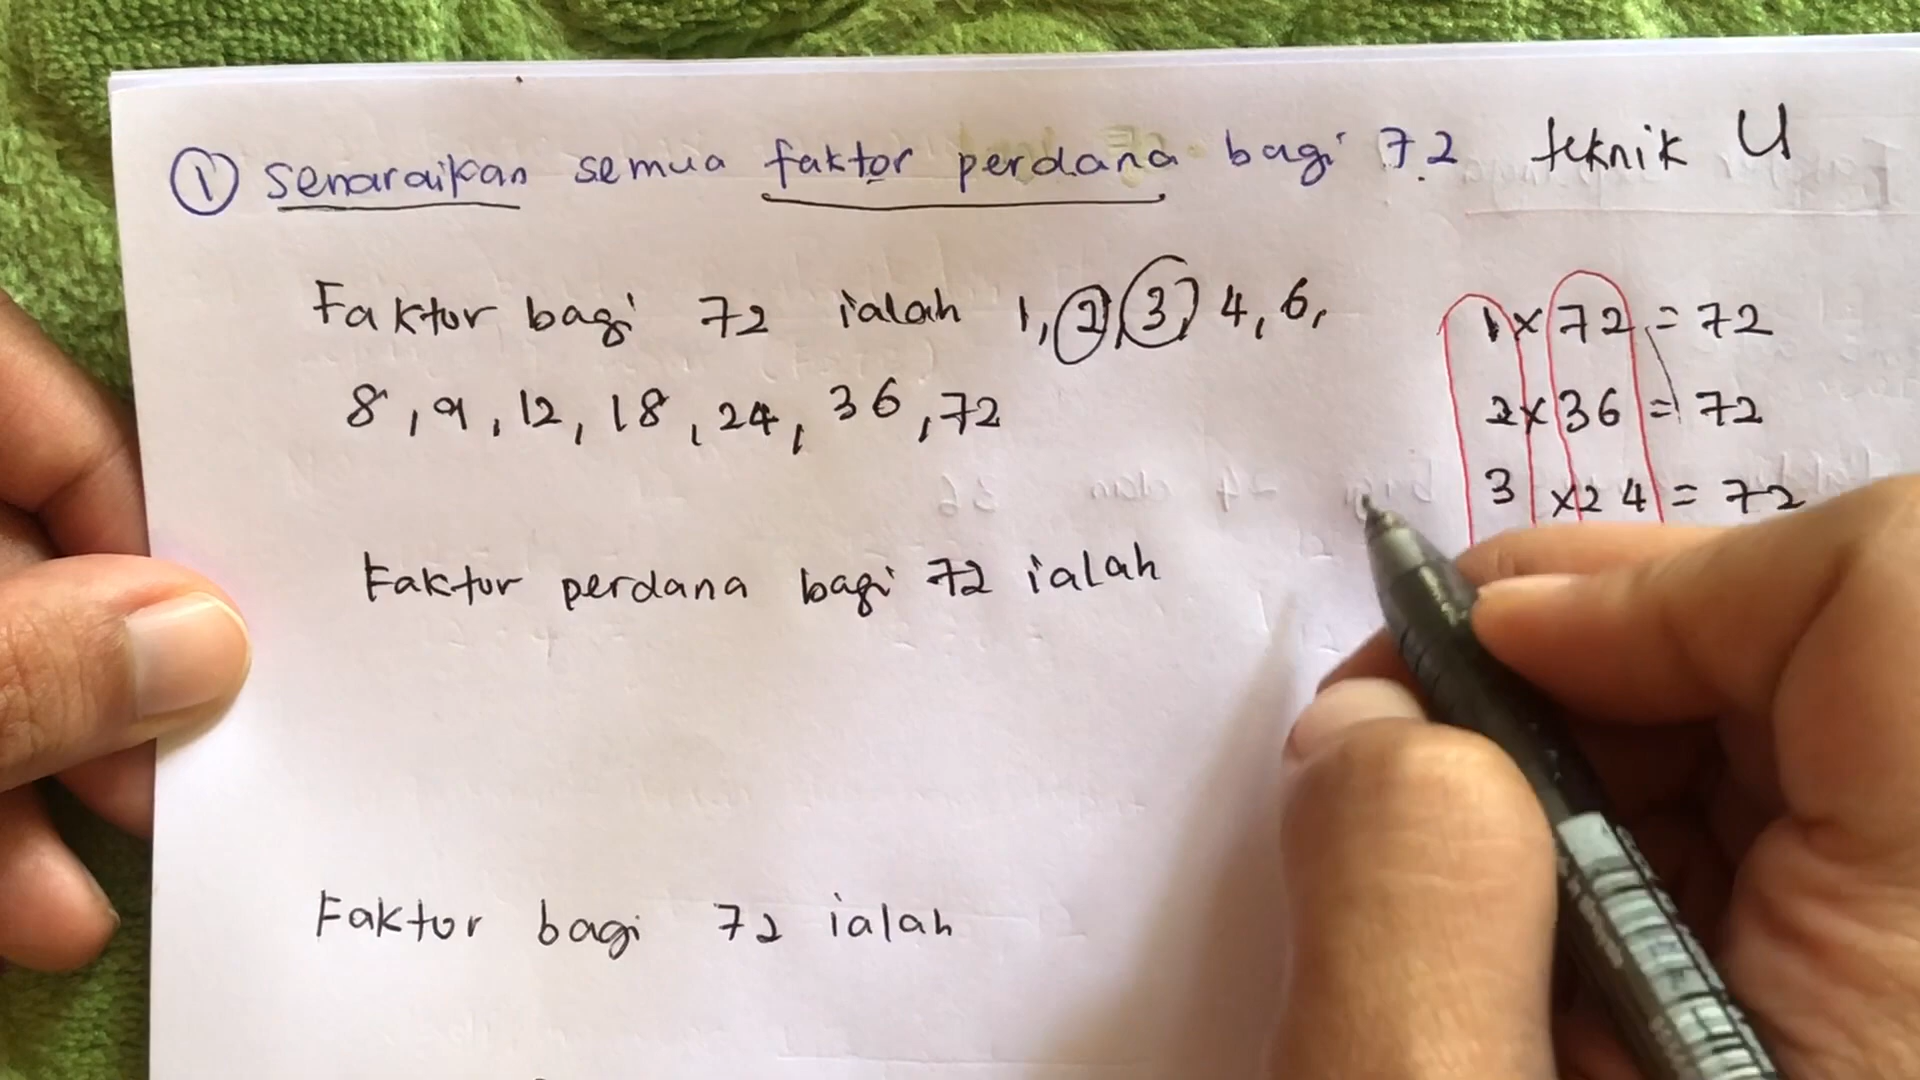 ① Senaraikan semua faktor perdana bagi 72 teknik U
Faktor bagi 72 ialah 1, 2, 3, 4, 6,
8, 9, 12, 18, 24, 36, 72
1 x 72 = 72
2 x 36 = 72
3 x 24 = 72
Faktor perdana bagi 72 ialah
Faktor bagi 72 ialah